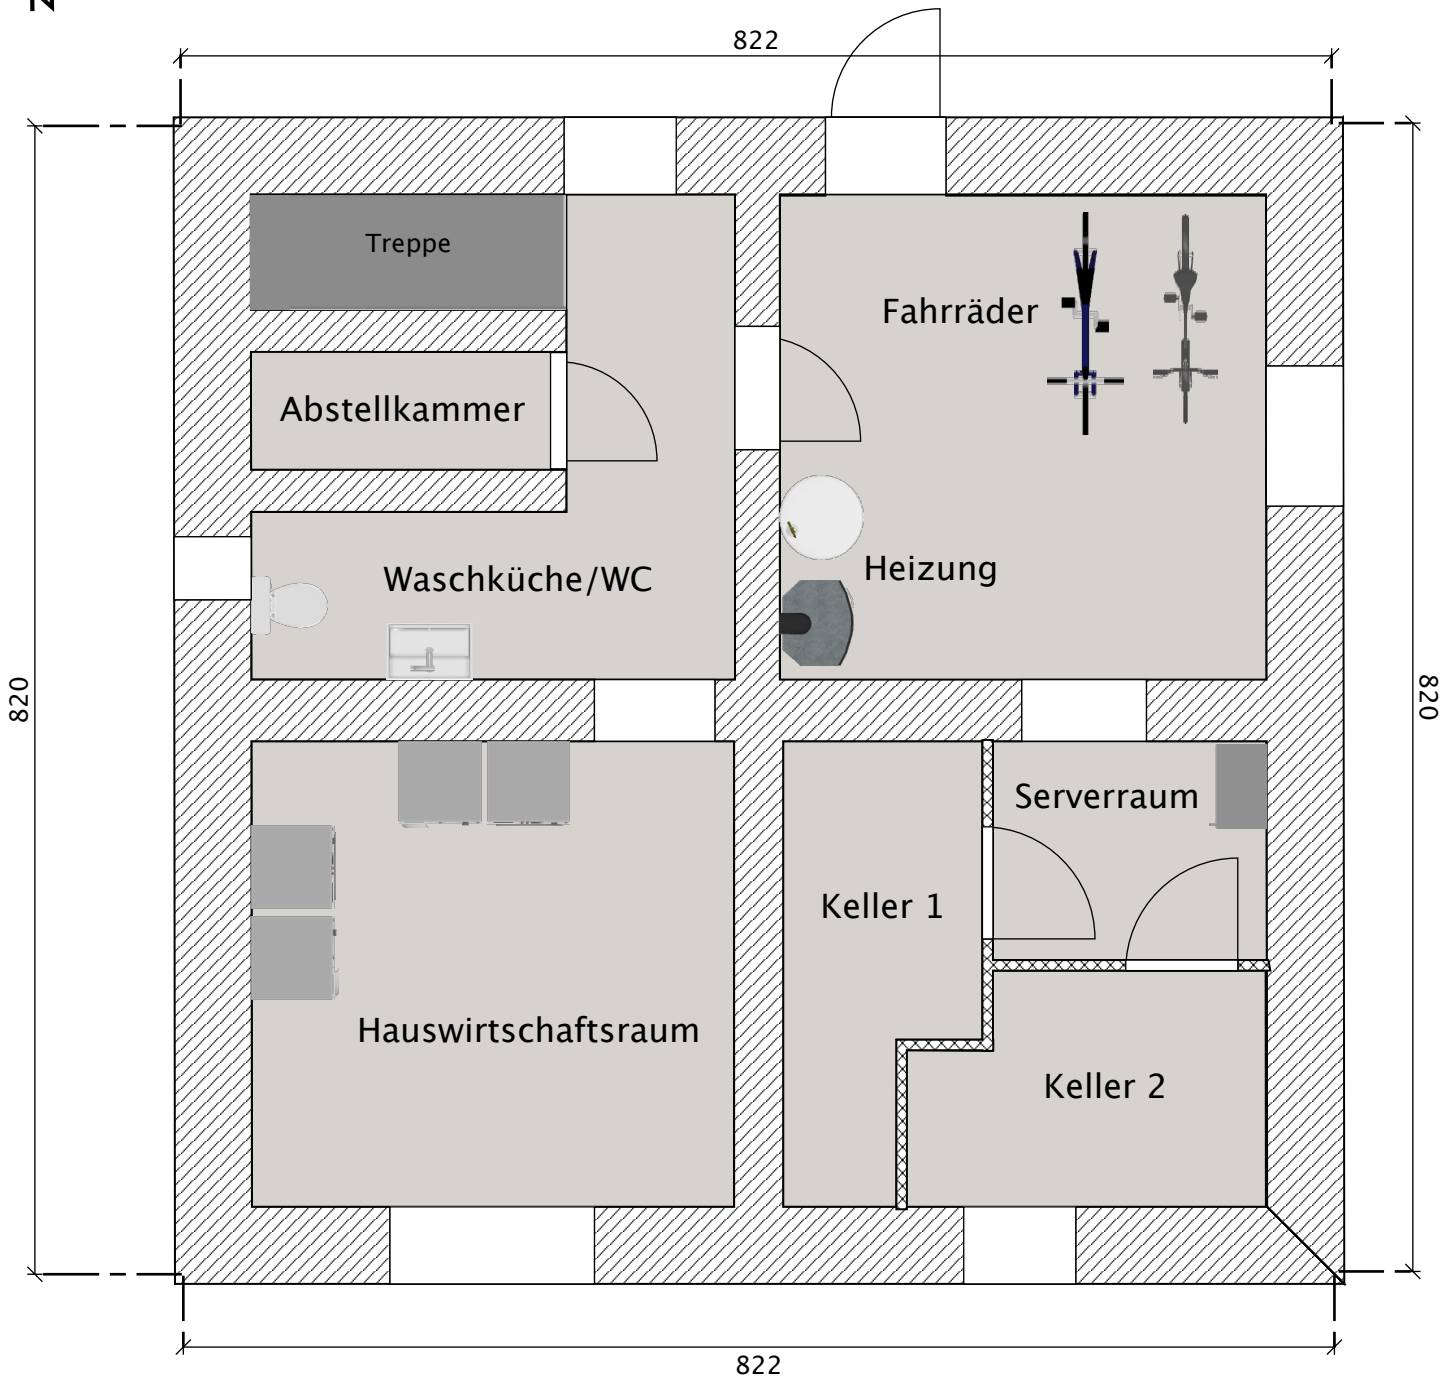 N
822
Treppe
Fahrräder
Abstellkammer
Heizung
Waschküche/WC
820
820
Serverraum
Keller 1
Hauswirtschaftsraum
Keller 2
822